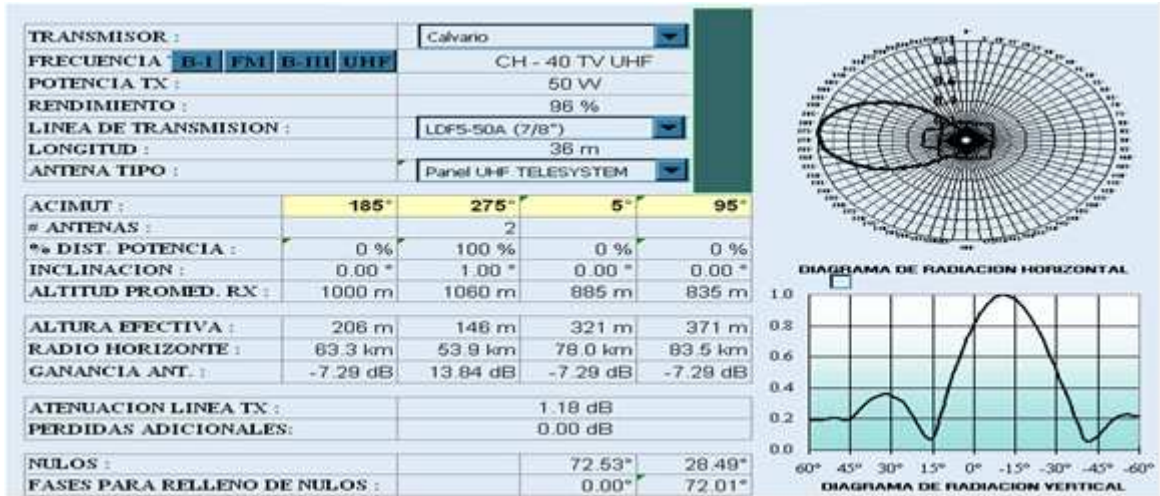 TRANSMISOR : Calvario
FRECUENCIA B-I FM B-III UHF CH - 40 TV UHF
POTENCIA TX : 50 W
RENDIMIENTO : 96 %
LINEA DE TRANSMISION : LDF5-50A (7/8")
LONGITUD : 36 m
ANTENA TIPO : Panel UHF TELESYSTEM
ACIMUT : 185° 275° 5° 95°
# ANTENAS : 2
% DIST. POTENCIA : 0 % 100 % 0 % 0 %
INCLINACION : 0.00 ° 1.00 ° 0.00 ° 0.00 °
ALTITUD PROMED. RX : 1000 m 1060 m 885 m 835 m
ALTURA EFECTIVA : 206 m 146 m 321 m 371 m
RADIO HORIZONTE : 63.3 km 53.9 km 78.0 km 83.5 km
GANANCIA ANT. : -7.29 dB 13.84 dB -7.29 dB -7.29 dB
ATENUACION LINEA TX : 1.18 dB
PERDIDAS ADICIONALES: 0.00 dB
NULOS : 72.53° 28.49°
FASES PARA RELLENO DE NULOS : 0.00° 72.01°
DIAGRAMA DE RADIACION HORIZONTAL
1.0
0.8
0.6
0.4
0.2
0.0
60° 45° 30° 15° 0° -15° -30° -45° -60°
DIAGRAMA DE RADIACION VERTICAL